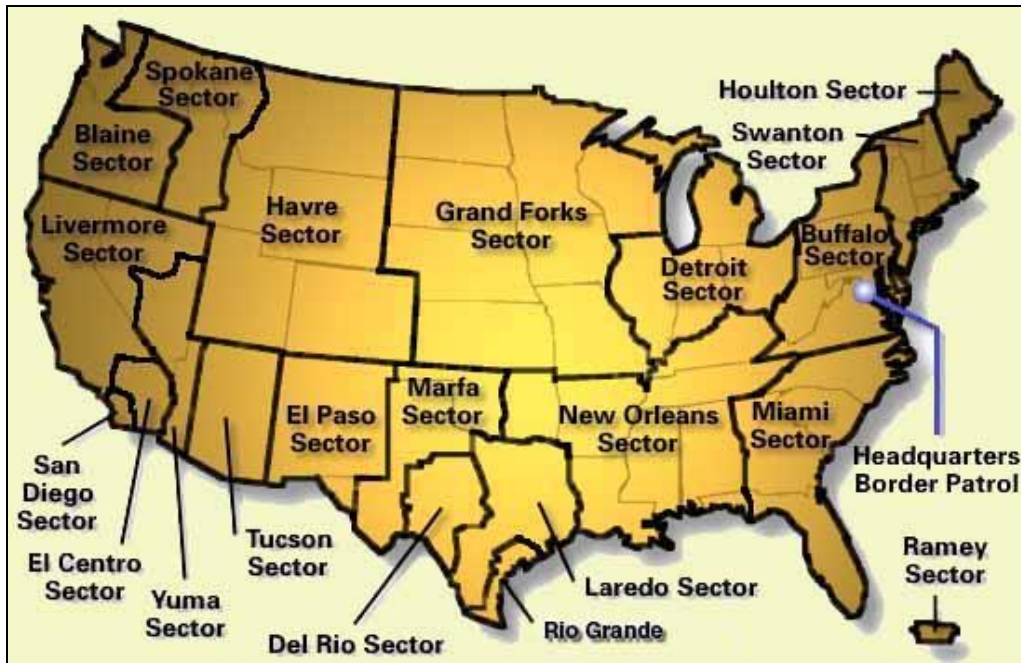 Spokane
Sector
Houlton Sector
Blaine
Sector
Swanton
Sector
Livermore
Sector
Havre
Sector
Grand Forks
Sector
Detroit
Sector
Buffalo
Sector
El Paso
Sector
Marfa
Sector
New Orleans
Sector
Miami
Sector
Headquarters
Border Patrol
San
Diego
Sector
El Centro
Sector
Yuma
Sector
Tucson
Sector
Del Rio Sector
Rio Grande
Laredo Sector
Ramey
Sector